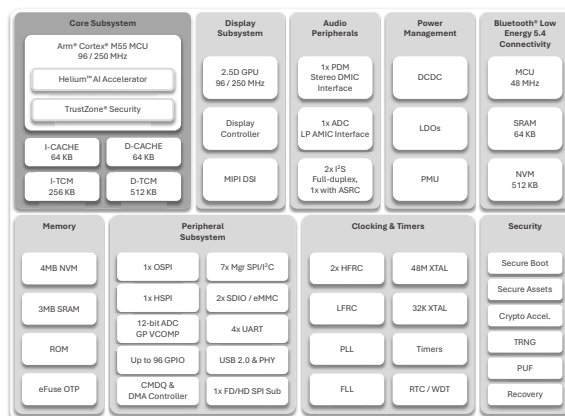 Core Subsystem
Arm® Cortex® M55 MCU
96 / 250 MHz
Helium™ AI Accelerator
TrustZone® Security
I-CACHE
64 KB
D-CACHE
64 KB
I-TCM
256 KB
D-TCM
512 KB
Display
Subsystem
2.5D GPU
96 / 250 MHz
Display
Controller
MIPI DSI
Audio
Peripherals
1x PDM
Stereo DMIC
Interface
1x ADC
LP AMIC Interface
2x I²S
Full-duplex,
1x with ASRC
Power
Management
DCDC
LDOs
PMU
Bluetooth® Low
Energy 5.4
Connectivity
MCU
48 MHz
SRAM
64 KB
NVM
512 KB
Memory
4MB NVM
3MB SRAM
ROM
eFuse OTP
Peripheral
Subsystem
1x OSPI
7x Mgr SPI/I²C
1x HSPI
2x SDIO / eMMC
12-bit ADC
GP VCOMP
4x UART
Up to 96 GPIO
USB 2.0 & PHY
CMDQ &
DMA Controller
1x FD/HD SPI Sub
Clocking & Timers
2x HFRC
48M XTAL
LFRC
32K XTAL
PLL
Timers
FLL
RTC / WDT
Security
Secure Boot
Secure Assets
Crypto Accel.
TRNG
PUF
Recovery